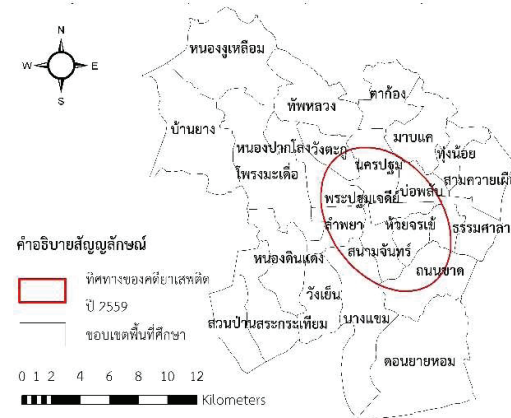 N
W E
S
หนองงูเหลือม
ตาก้อง
ทัพหลวง
บ้านยาง
มาบแค
หนองปากโลง วังตะกู
ทุ่งน้อย
นครปฐม
โพรงมะเดื่อ
สามควายเผือ
บ่อพลับ
พระปฐมเจดีย์
ลำพยา
ห้วยจรเข้
ธรรมศาลา
คำอธิบายสัญญลักษณ์
สนามจันทร์
หนองดินแดง
ถนนขาด
ทิศทางของคดียาเสพติด
ปี 2559
วังเย็น
สวนป่าน สระกระเทียม
บางแขม
ขอบเขตพื้นที่ศึกษา
ดอนยายหอม
0 1 2 4 6 8 10 12
Kilometers